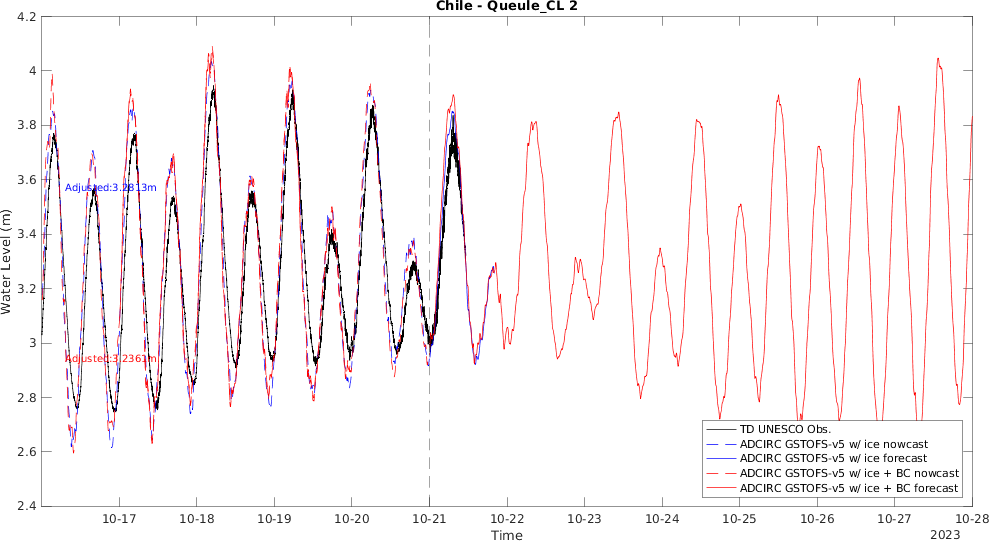 Chile - Queule_CL 2
4.2
4
3.8
3.6
3.4
3.2
3
2.8
2.6
2.4
Water Level (m)
Adjusted:3.2813m
Adjusted:3.2361m
TD UNESCO Obs.
ADCIRC GSTOFS-v5 w/ ice nowcast
ADCIRC GSTOFS-v5 w/ ice forecast
ADCIRC GSTOFS-v5 w/ ice + BC nowcast
ADCIRC GSTOFS-v5 w/ ice + BC forecast
10-17 10-18 10-19 10-20 10-21 10-22 10-23 10-24 10-25 10-26 10-27 10-28
Time
2023